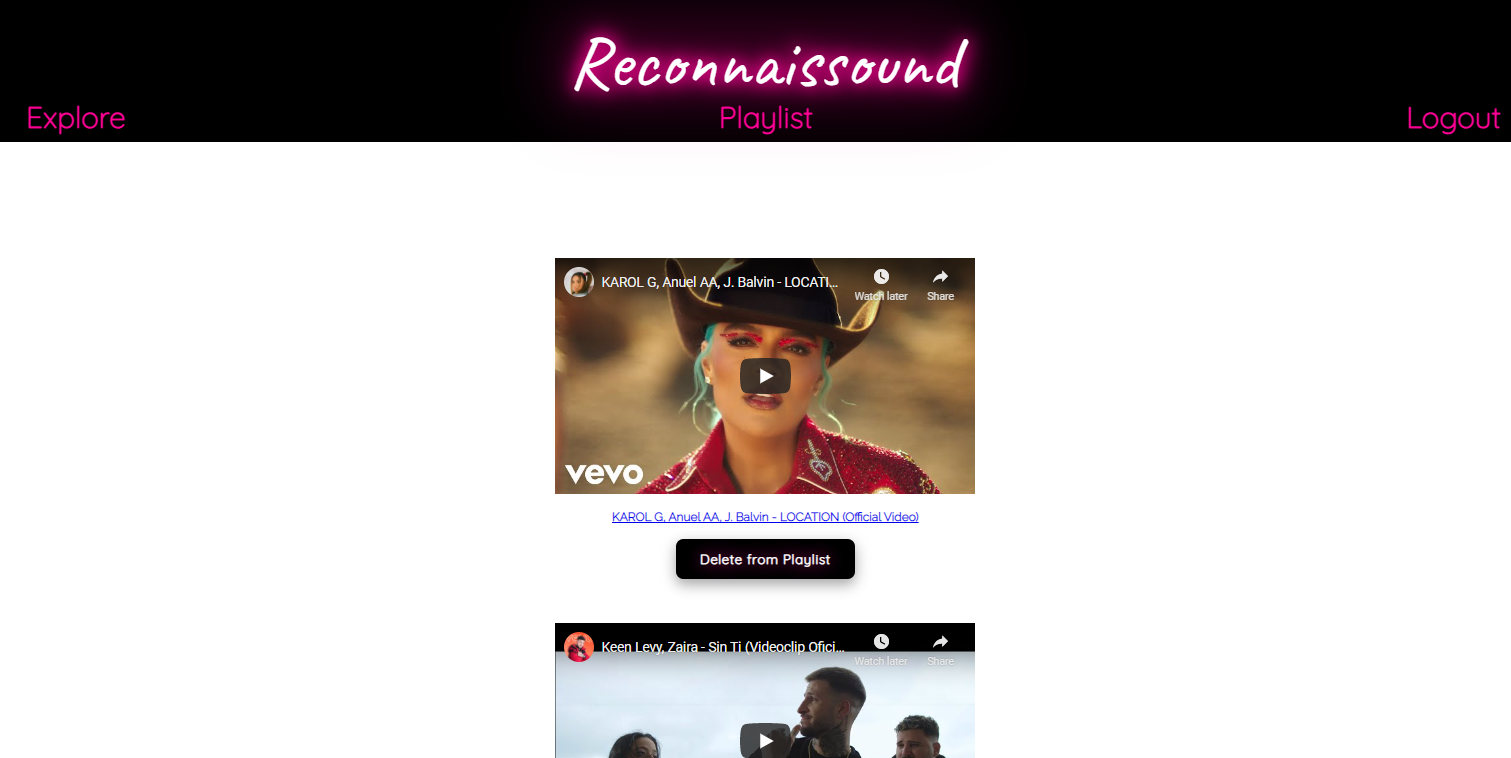 Reconnaissound
Explore
Playlist
Logout
KAROL G, Anuel AA, J. Balvin - LOCATI...
Watch later
Share
vevo
KAROL G, Anuel AA, J. Balvin - LOCATION (Official Video)
Delete from Playlist
Keen Levy, Zaira - Sin Ti (Videoclip Ofici...
Watch later
Share